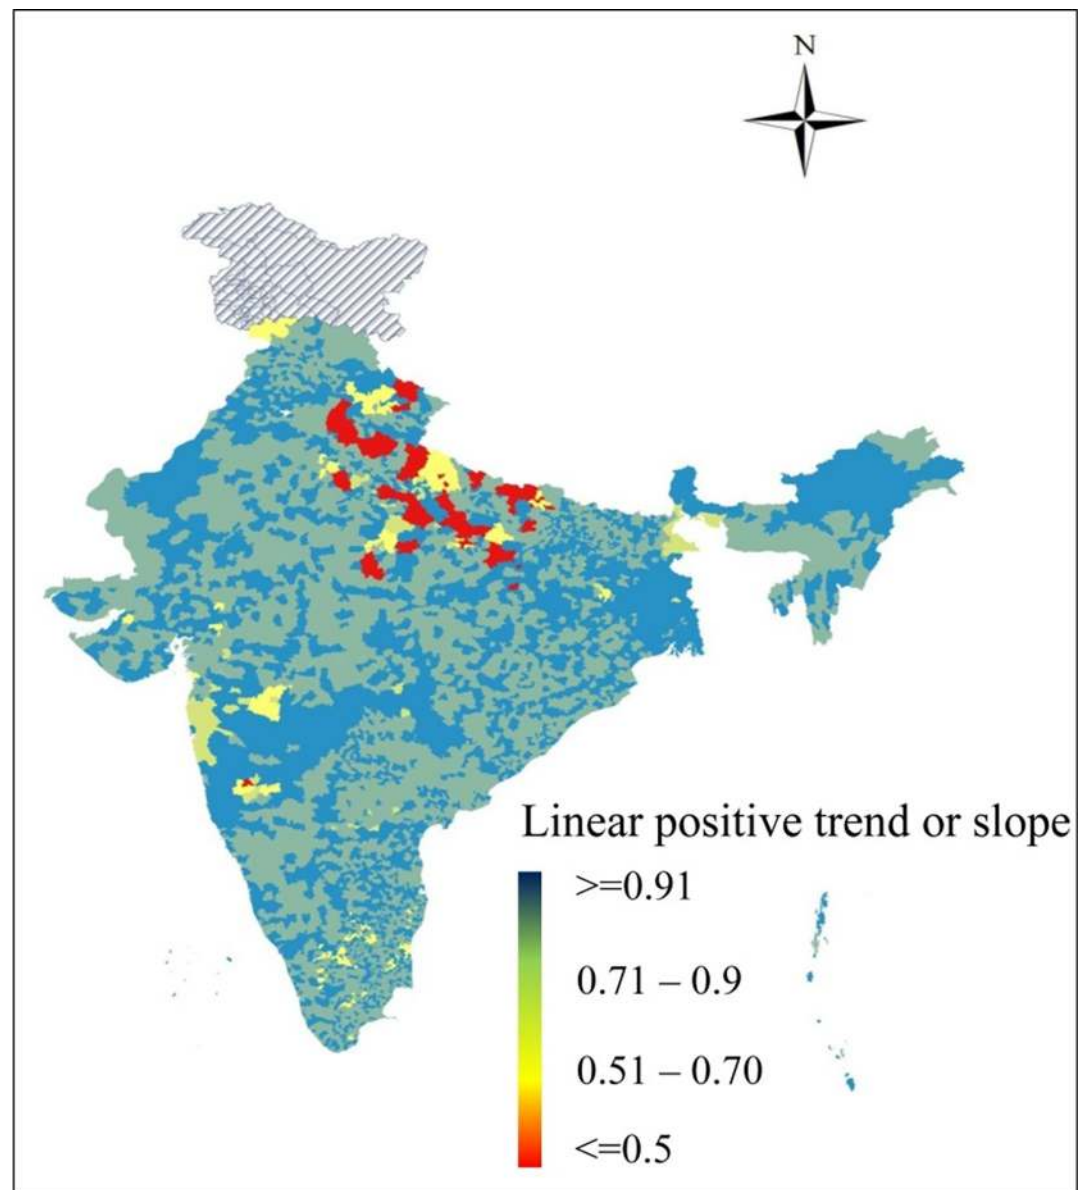 N
Linear positive trend or slope
>=0.91
0.71 – 0.9
0.51 – 0.70
<=0.5